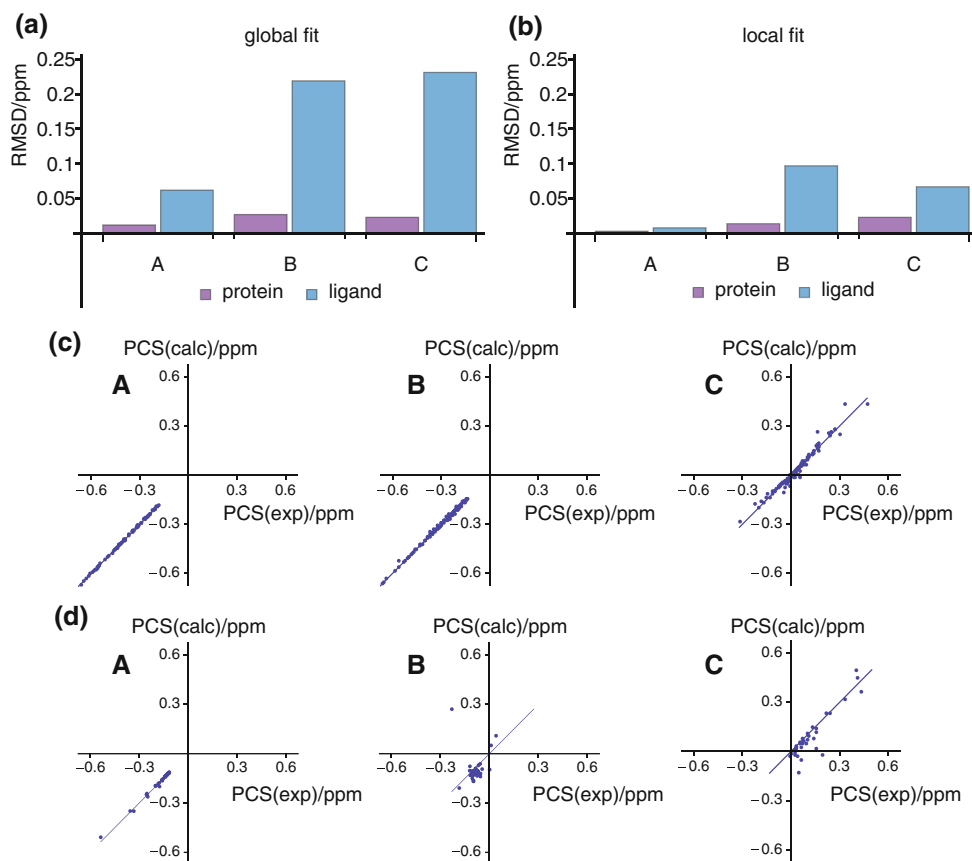 (a)
global fit
RMSD/ppm
0.25
0.2
0.15
0.1
0.05
A
B
C
protein
ligand
(b)
local fit
RMSD/ppm
0.25
0.2
0.15
0.1
0.05
A
B
C
protein
ligand
(c)
PCS(calc)/ppm
A
0.6
0.3
−0.6
−0.3
0.3
0.6
PCS(exp)/ppm
−0.3
−0.6
PCS(calc)/ppm
B
0.6
0.3
−0.6
−0.3
0.3
0.6
PCS(exp)/ppm
−0.3
−0.6
PCS(calc)/ppm
C
0.6
0.3
−0.6
−0.3
0.3
0.6
PCS(exp)/ppm
−0.3
−0.6
(d)
PCS(calc)/ppm
A
0.6
0.3
−0.6
−0.3
0.3
0.6
PCS(exp)/ppm
−0.3
−0.6
PCS(calc)/ppm
B
0.6
0.3
−0.6
−0.3
0.3
0.6
PCS(exp)/ppm
−0.3
−0.6
PCS(calc)/ppm
C
0.6
0.3
−0.6
−0.3
0.3
0.6
PCS(exp)/ppm
−0.3
−0.6